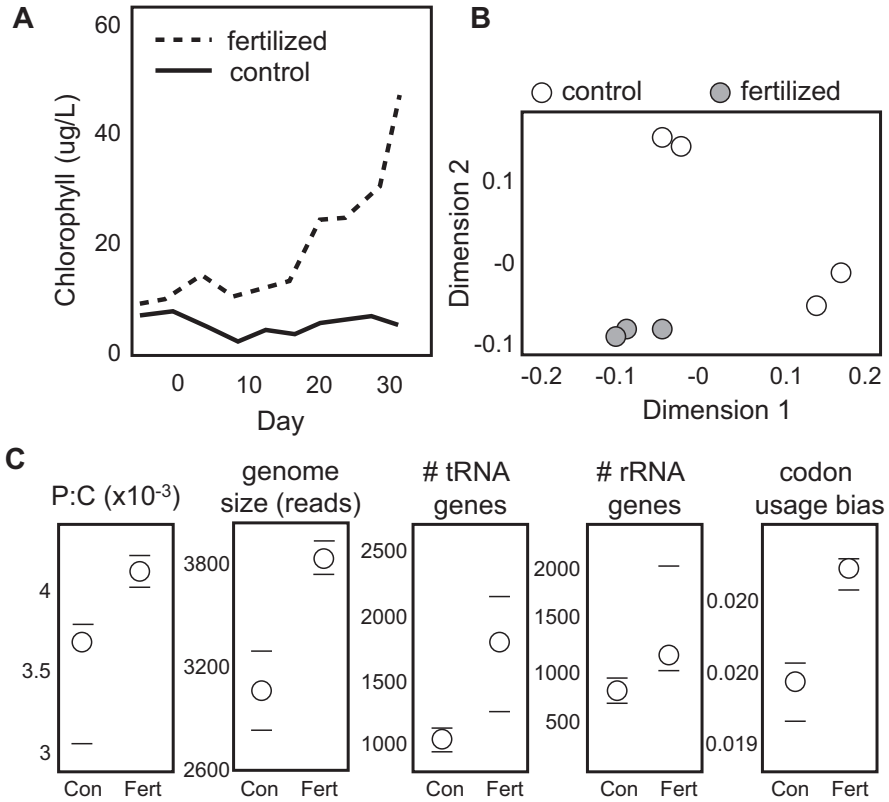 A
60
40
20
0
fertilized
control
Chlorophyll (ug/L)
0 10 20 30
Day
B
control fertilized
Dimension 2
0.1
-0
-0.1
-0.2 -0.1 -0 0.1 0.2
Dimension 1
C
P:C (x10-3)
4
3.5
3
Con Fert
genome
size (reads)
3800
3200
2600
Con Fert
# tRNA
genes
2500
2000
1500
1000
Con Fert
# rRNA
genes
2000
1500
1000
500
Con Fert
codon
usage bias
0.020
0.020
0.019
Con Fert